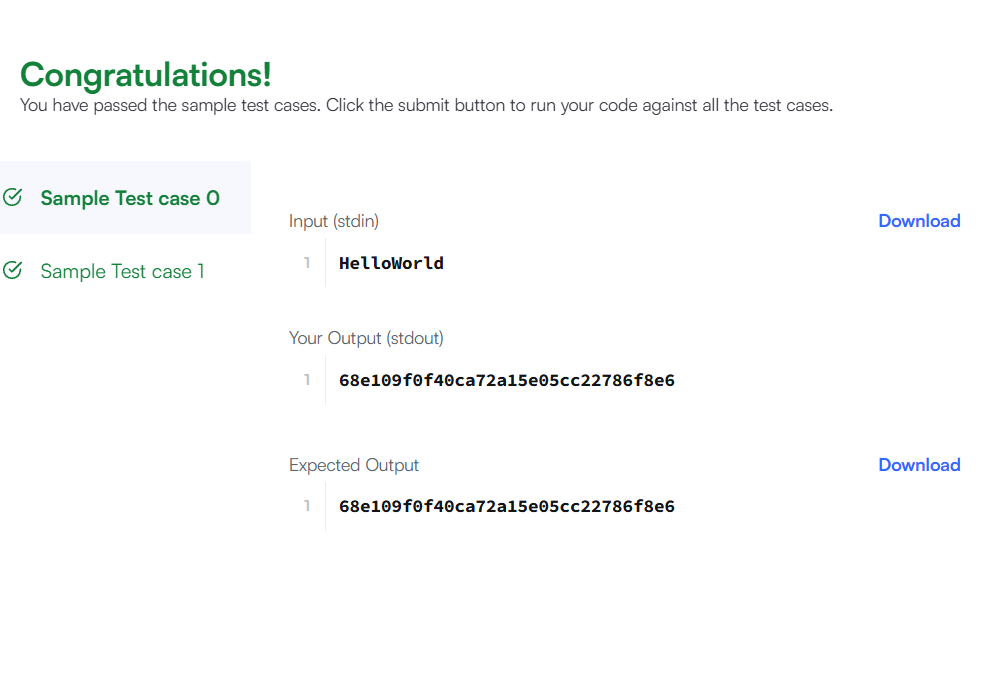 Congratulations!
You have passed the sample test cases. Click the submit button to run your code against all the test cases.
Sample Test case 0
Sample Test case 1
Input (stdin)
Download
1
HelloWorld
Your Output (stdout)
1
68e109f0f40ca72a15e05cc22786f8e6
Expected Output
Download
1
68e109f0f40ca72a15e05cc22786f8e6